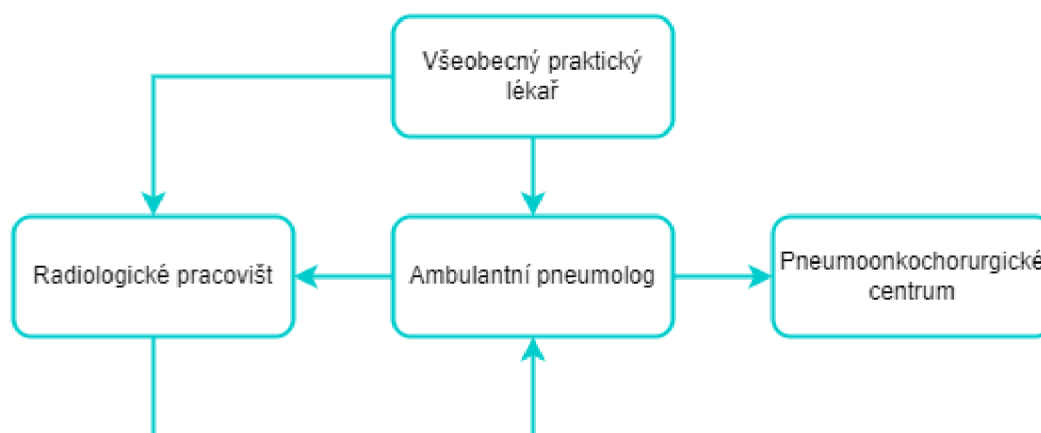 Všeobecný praktický
lékař
Radiologické pracovišt
Ambulantní pneumolog
Pneumoonkochorurgické
centrum